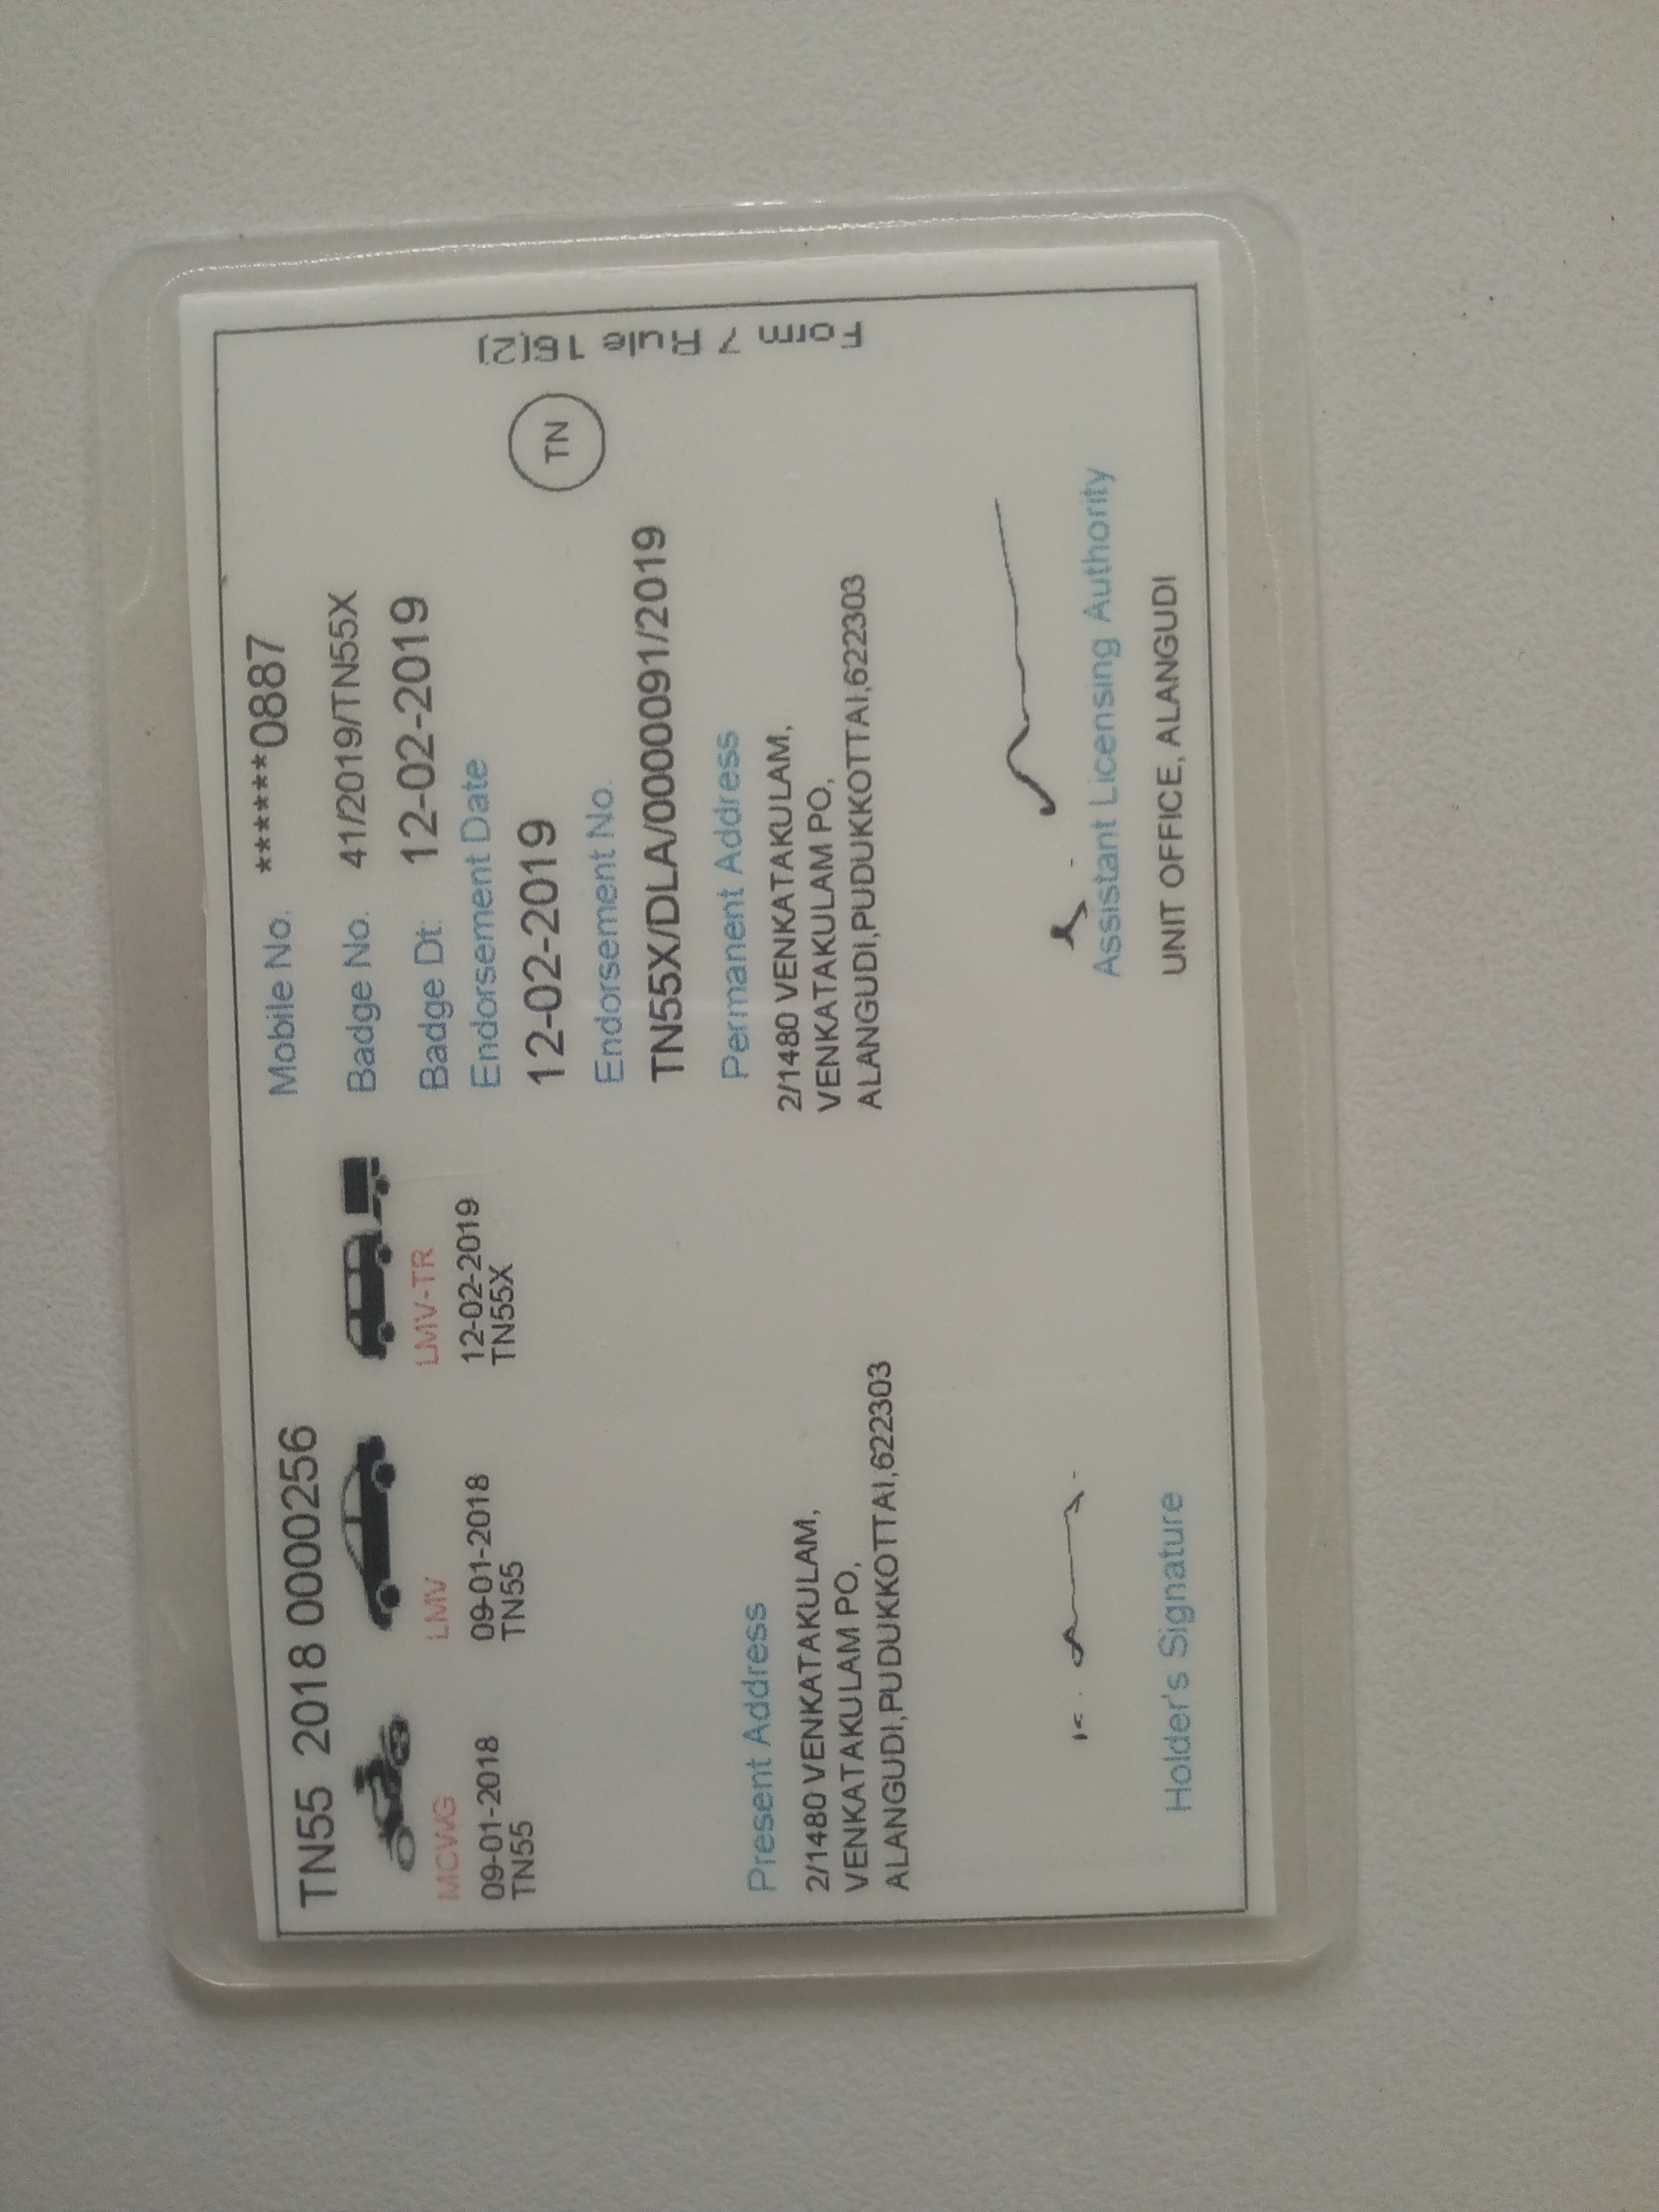 TN55 2018 0000256
MCWG
09-01-2018
TN55
LMV
09-01-2018
TN55
LMV-TR
12-02-2019
TN55X
Mobile No. ******0887
Badge No. 41/2019/TN55X
Badge Dt. 12-02-2019
Endorsement Date
12-02-2019
Endorsement No.
TN55X/DLA/0000091/2019
TN
Form 7 Rule 16(2)
Present Address
2/1480 VENKATAKULAM,
VENKATAKULAM PO,
ALANGUDI,PUDUKKOTTAI,622303
Permanent Address
2/1480 VENKATAKULAM,
VENKATAKULAM PO,
ALANGUDI,PUDUKKOTTAI,622303
Holder's Signature
Assistant Licensing Authority
UNIT OFFICE, ALANGUDI